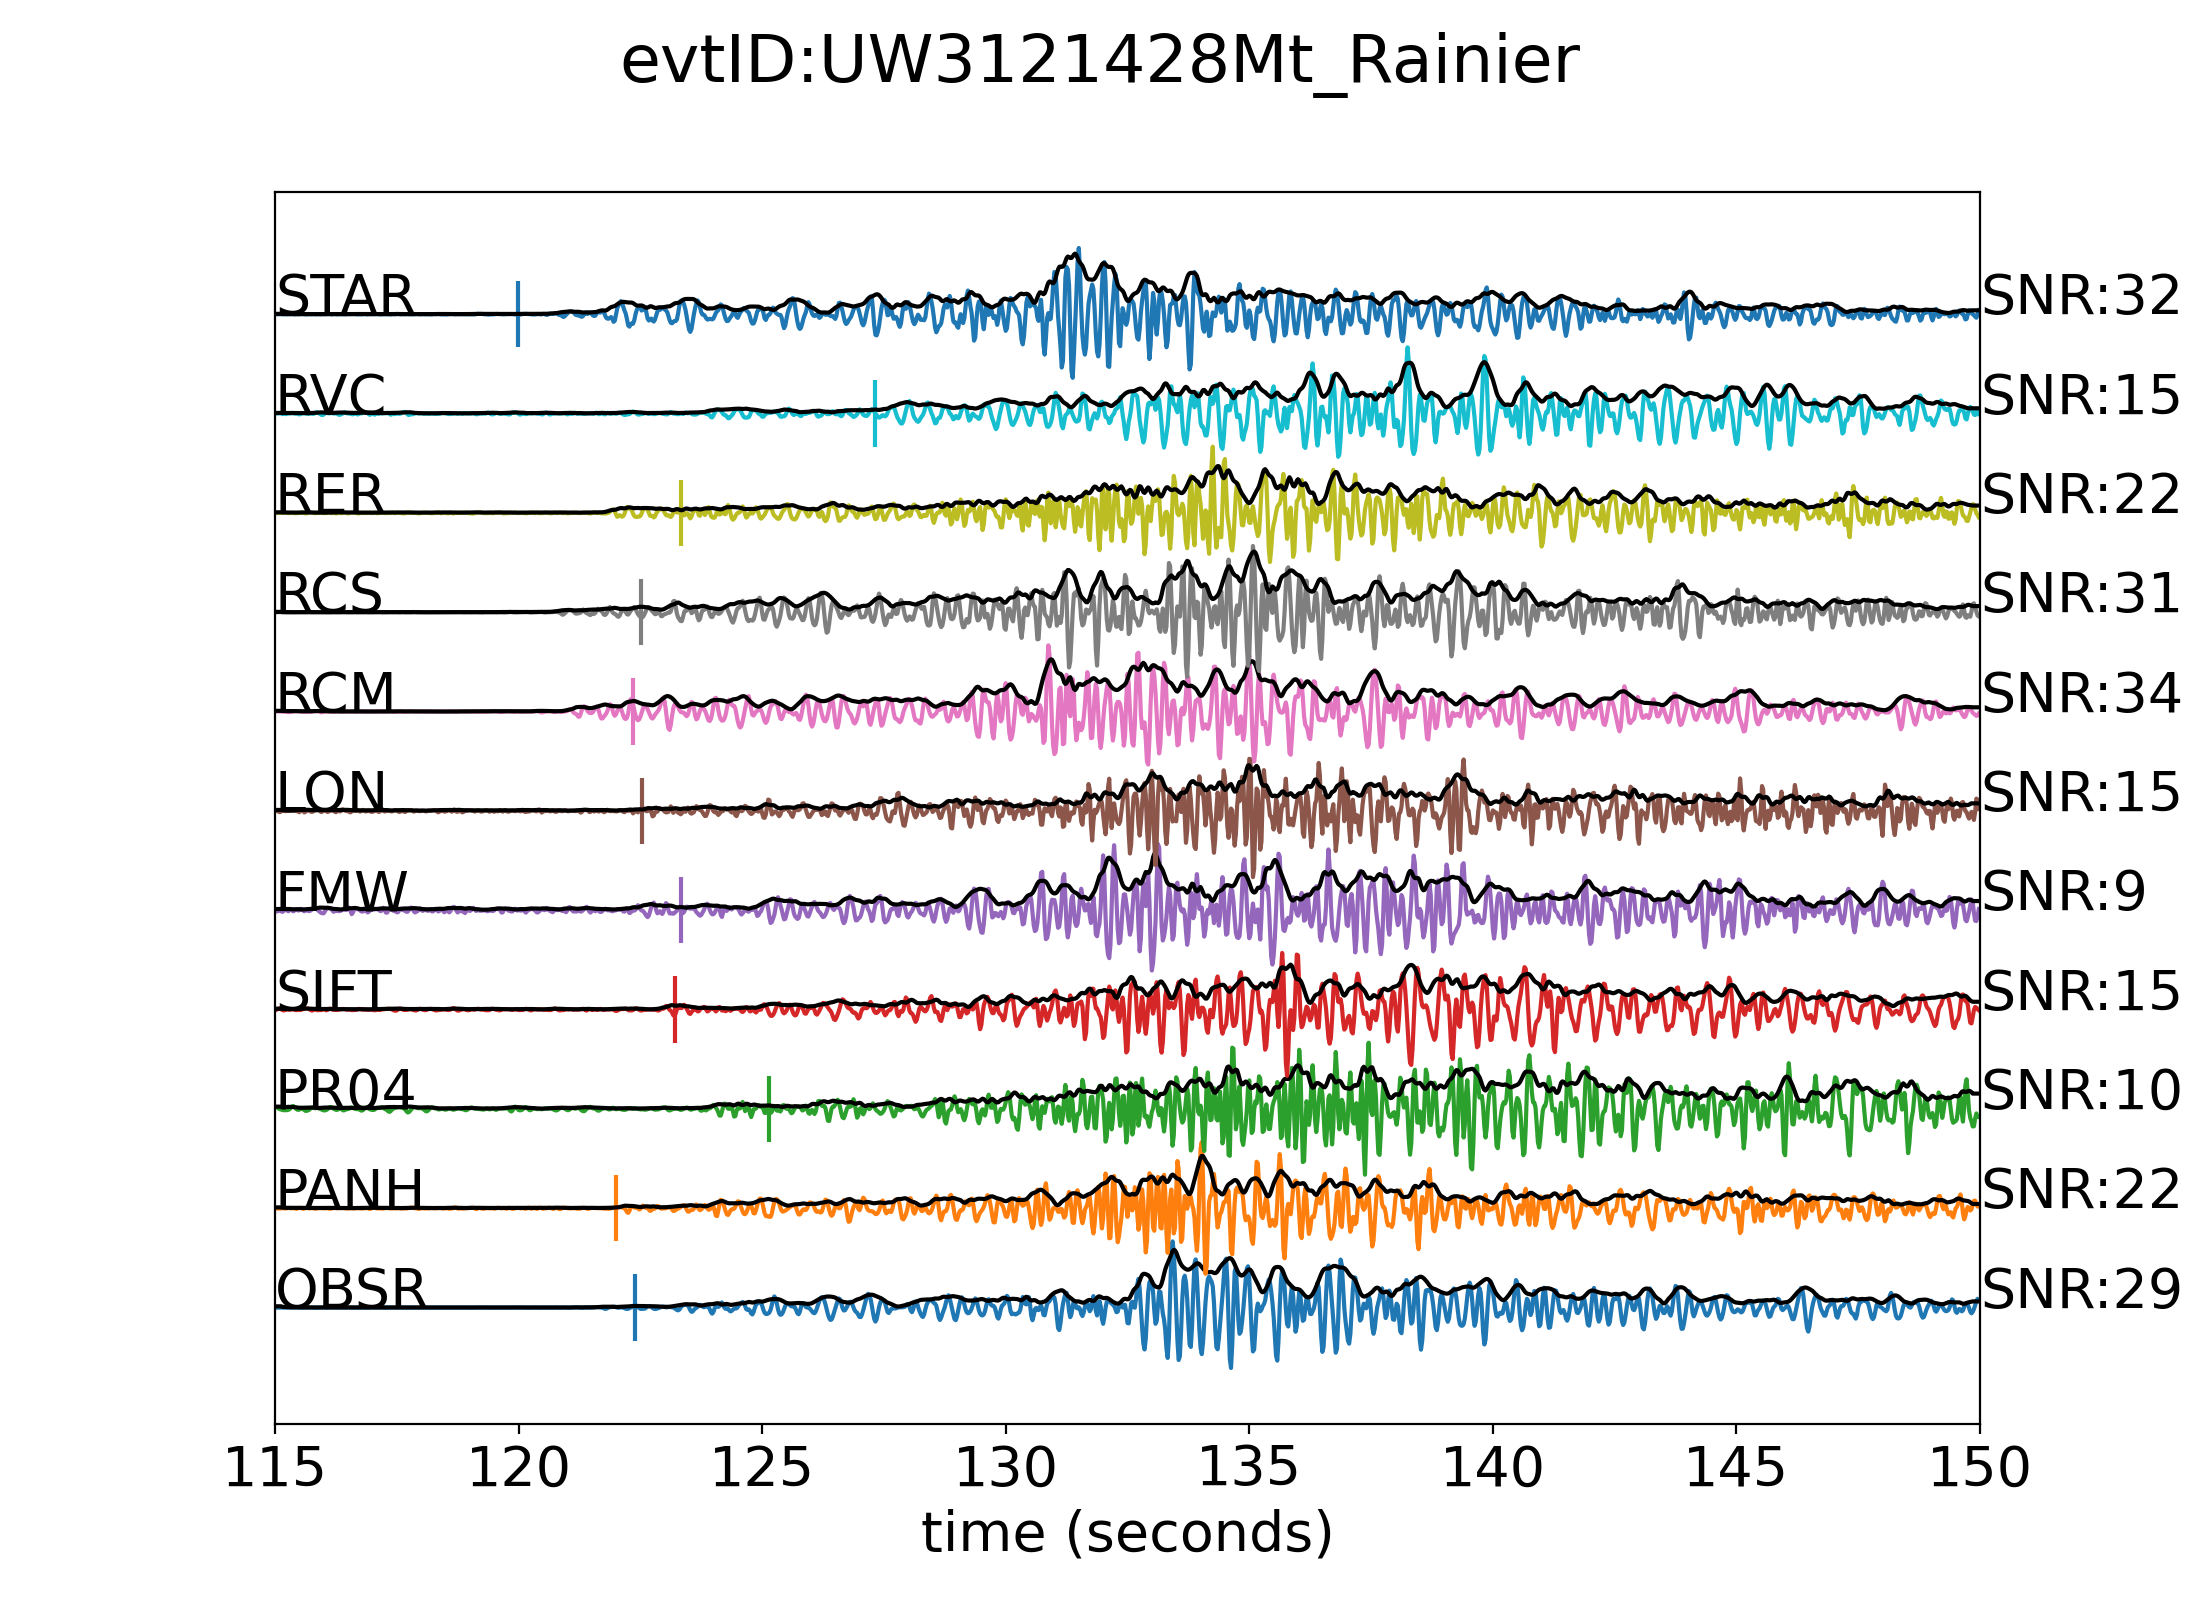 evtID:UW3121428Mt_Rainier
STAR SNR:32
RVC SNR:15
RER SNR:22
RCS SNR:31
RCM SNR:34
LON SNR:15
FMW SNR:9
SIFT SNR:15
PR04 SNR:10
PANH SNR:22
OBSR SNR:29
115 120 125 130 135 140 145 150
time (seconds)